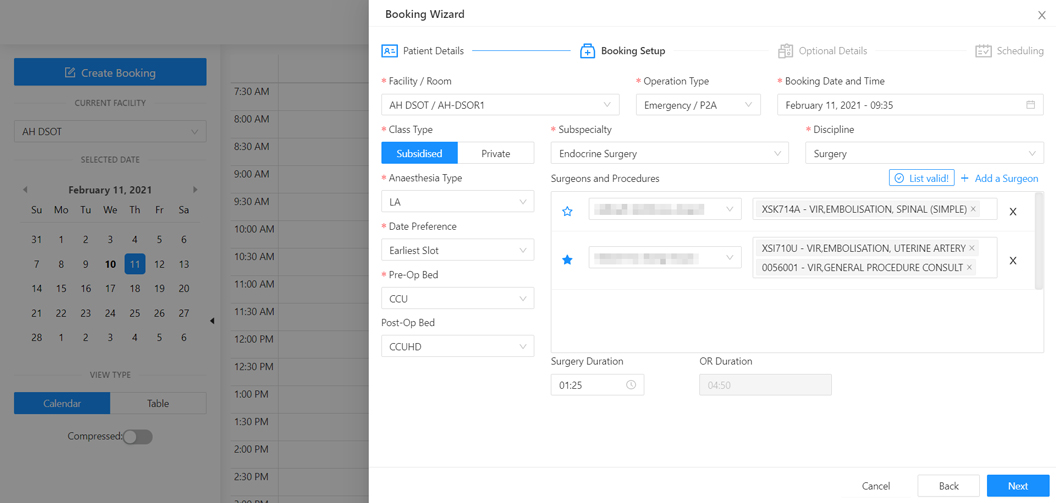 Booking Wizard
Patient Details
Booking Setup
Optional Details
Scheduling
Create Booking
CURRENT FACILITY
AH DSOT
SELECTED DATE
February 11, 2021
Su Mo Tu We Th Fr Sa
31 1 2 3 4 5 6
7 8 9 10 11 12 13
14 15 16 17 18 19 20
21 22 23 24 25 26 27
28 1 2 3 4 5 6
VIEW TYPE
Calendar Table
Compressed:
7:30 AM
8:00 AM
8:30 AM
9:00 AM
9:30 AM
10:00 AM
10:30 AM
11:00 AM
11:30 AM
12:00 PM
12:30 PM
1:00 PM
1:30 PM
2:00 PM
2:30 PM
* Facility / Room
AH DSOT / AH-DSOR1
* Operation Type
Emergency / P2A
* Booking Date and Time
February 11, 2021 - 09:35
* Class Type
Subsidised Private
* Subspecialty
Endocrine Surgery
* Discipline
Surgery
* Anaesthesia Type
LA
* Date Preference
Earliest Slot
* Pre-Op Bed
CCU
Post-Op Bed
CCUHD
Surgeons and Procedures
List valid!
+ Add a Surgeon
XSK714A - VIR,EMBOLISATION, SPINAL (SIMPLE) ×
X
XSI710U - VIR,EMBOLISATION, UTERINE ARTERY ×
0056001 - VIR,GENERAL PROCEDURE CONSULT ×
X
Surgery Duration
01:25
OR Duration
04:50
Cancel
Back
Next